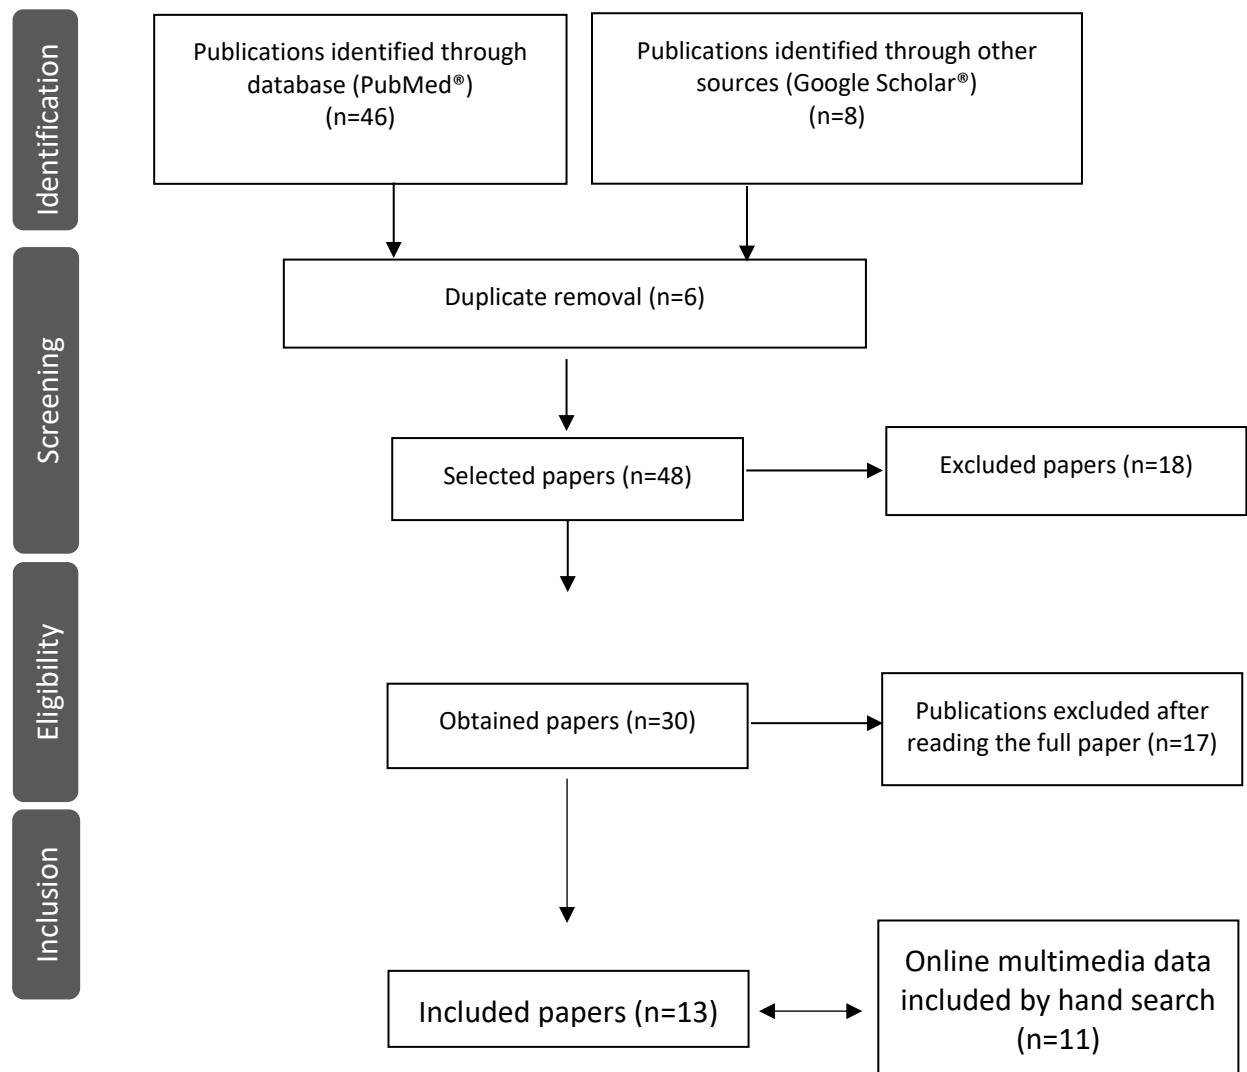 Identification
Publications identified through
database (PubMed®)
(n=46)
Publications identified through other
sources (Google Scholar®)
(n=8)
Screening
Duplicate removal (n=6)
Selected papers (n=48)
Excluded papers (n=18)
Eligibility
Obtained papers (n=30)
Publications excluded after
reading the full paper (n=17)
Inclusion
Included papers (n=13)
Online multimedia data
included by hand search
(n=11)